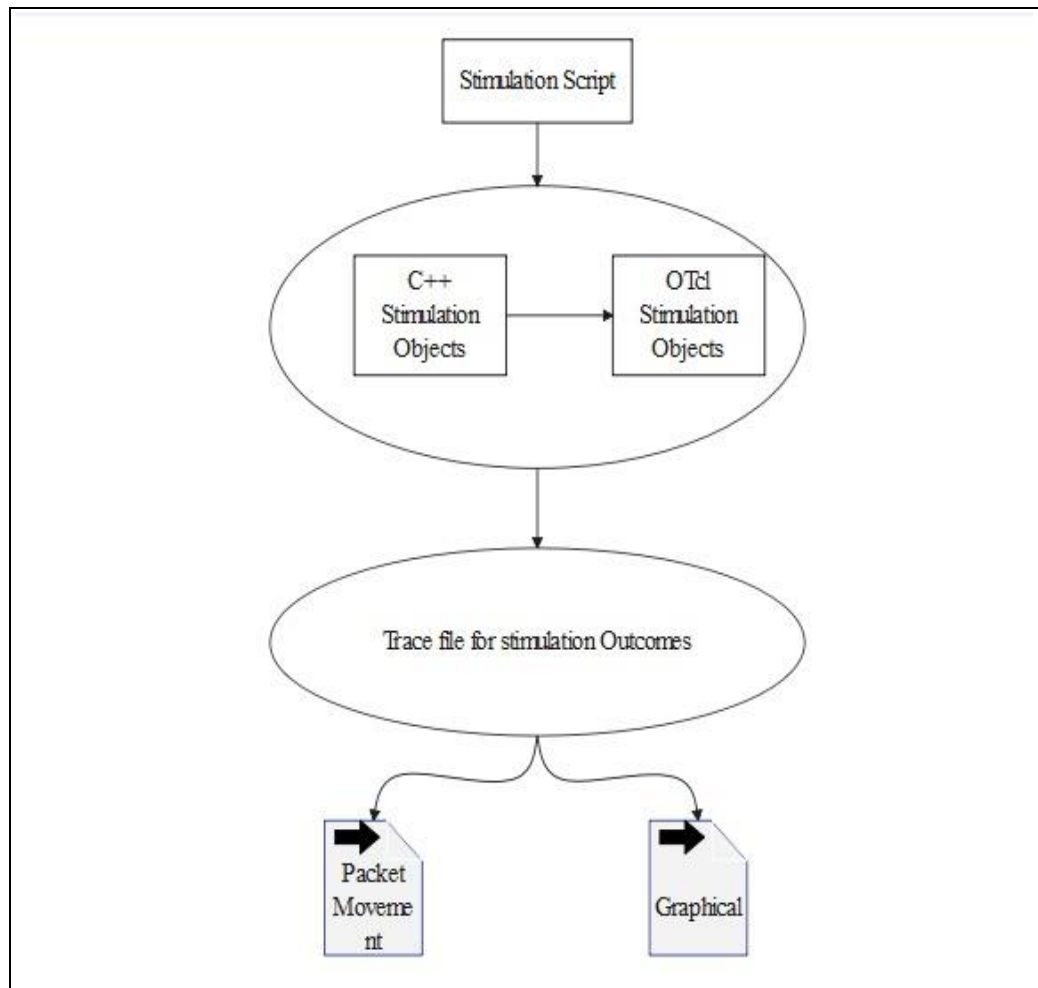 Stimulation Script
C++
Stimulation
Objects
OTcl
Stimulation
Objects
Trace file for stimulation Outcomes
Packet
Moveme
nt
Graphical